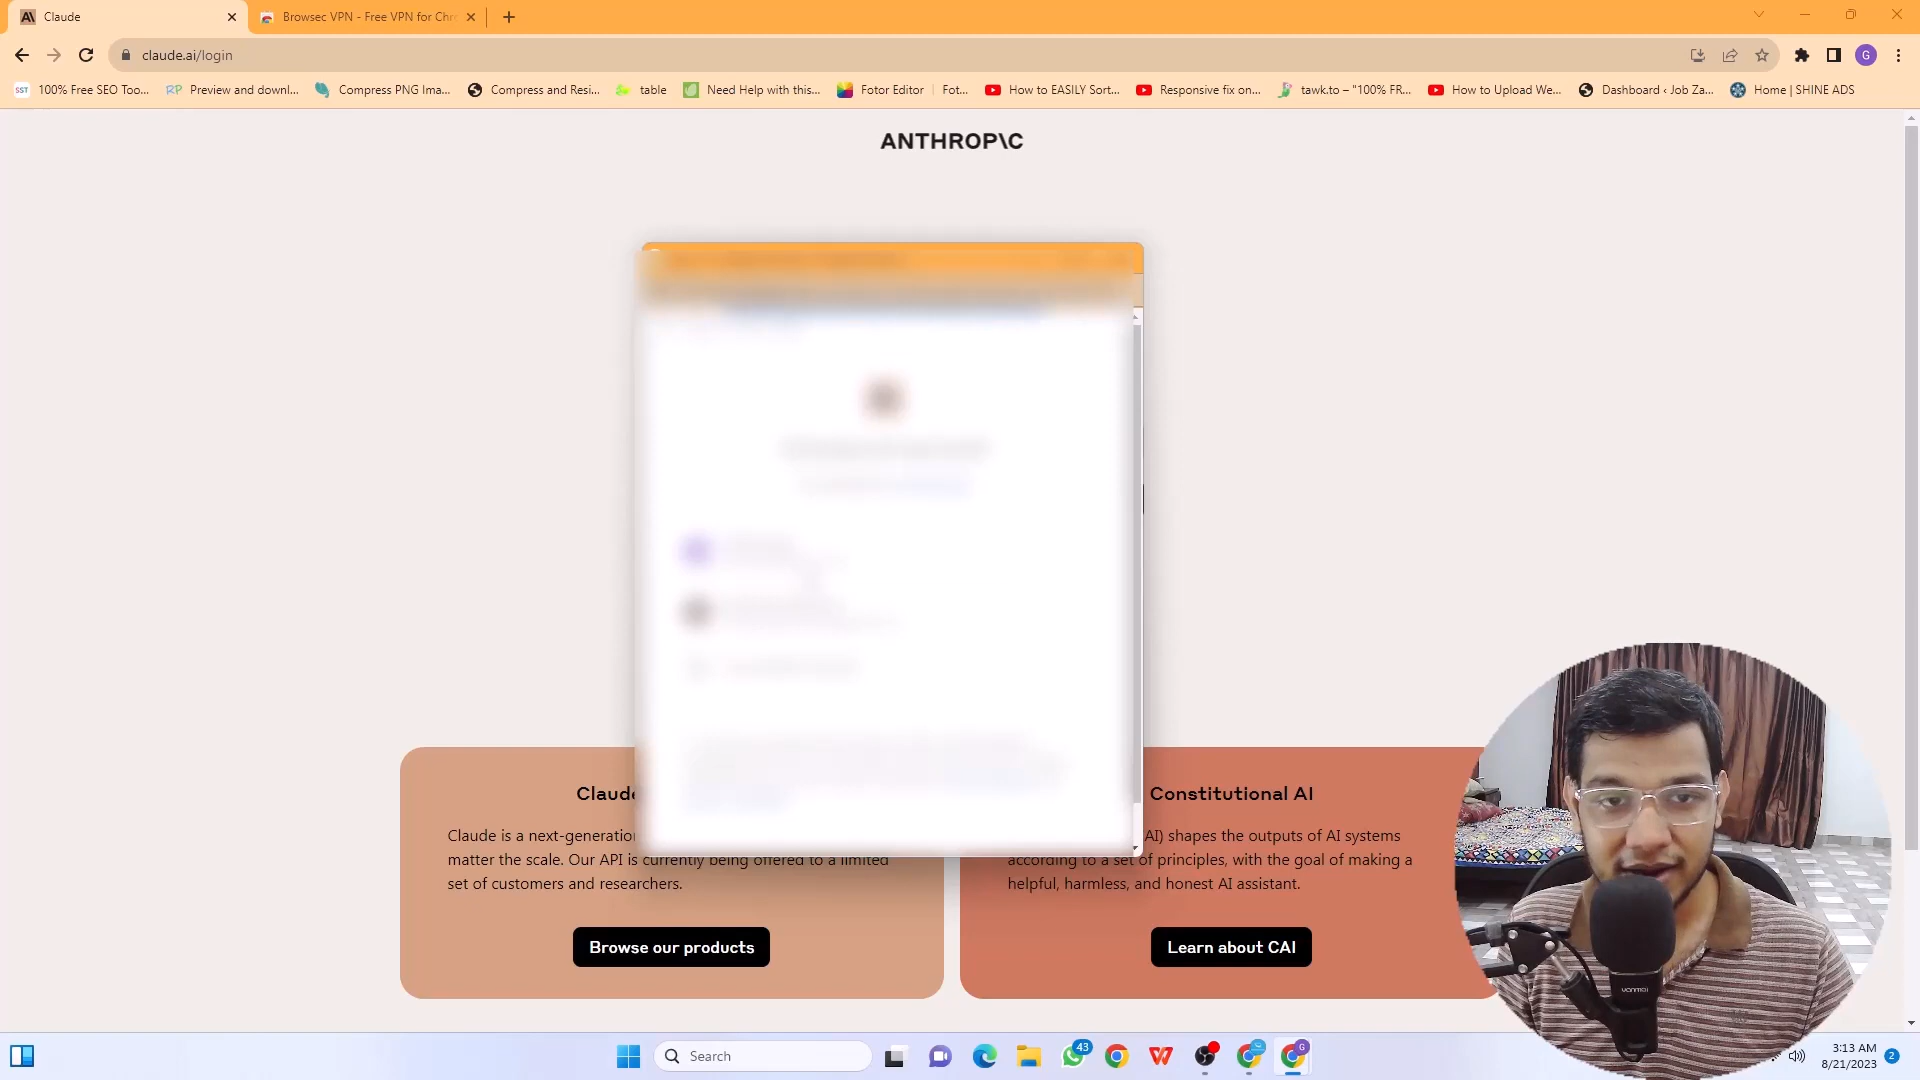 Claude
Browsec VPN - Free VPN for Chr
claude.ai/login
G
SST 100% Free SEO Too...
RP Preview and downl...
Compress PNG Ima...
Compress and Resi...
table
Need Help with this...
Fotor Editor
Fot...
How to EASILY Sort...
Responsive fix on...
tawk.to – "100% FR...
How to Upload We...
Dashboard ‹ Job Za...
Home | SHINE ADS
ANTHROP\C
Claude
Claude is a next-generation
matter the scale. Our API is currently being offered to a limited
set of customers and researchers.
Browse our products
Constitutional AI
AI) shapes the outputs of AI systems
according to a set of principles, with the goal of making a
helpful, harmless, and honest AI assistant.
Learn about CAI
Search
43
G
3:13 AM
8/21/2023
2